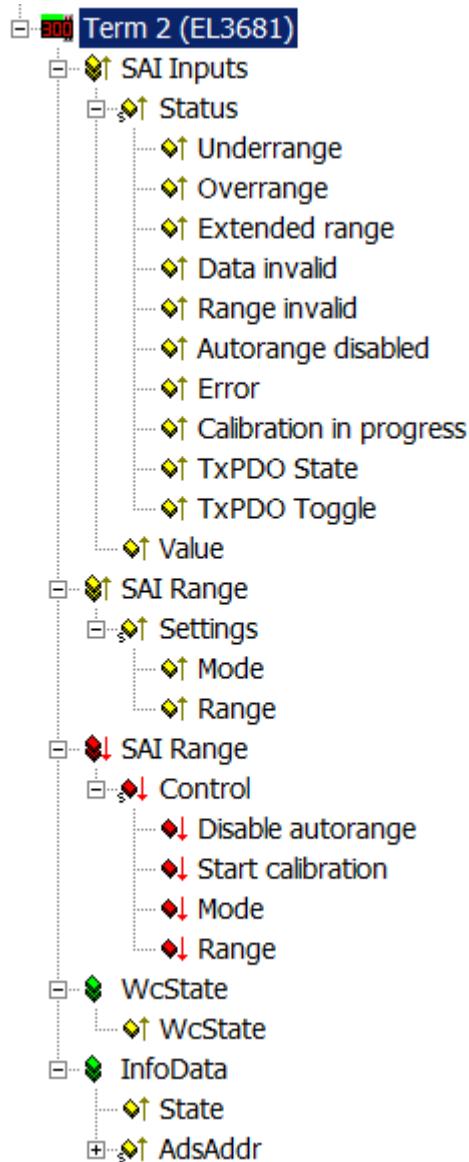 Term 2 (EL3681)
SAI Inputs
Status
Underrange
Overrange
Extended range
Data invalid
Range invalid
Autorange disabled
Error
Calibration in progress
TxPDO State
TxPDO Toggle
Value
SAI Range
Settings
Mode
Range
SAI Range
Control
Disable autorange
Start calibration
Mode
Range
WcState
WcState
InfoData
State
AdsAddr